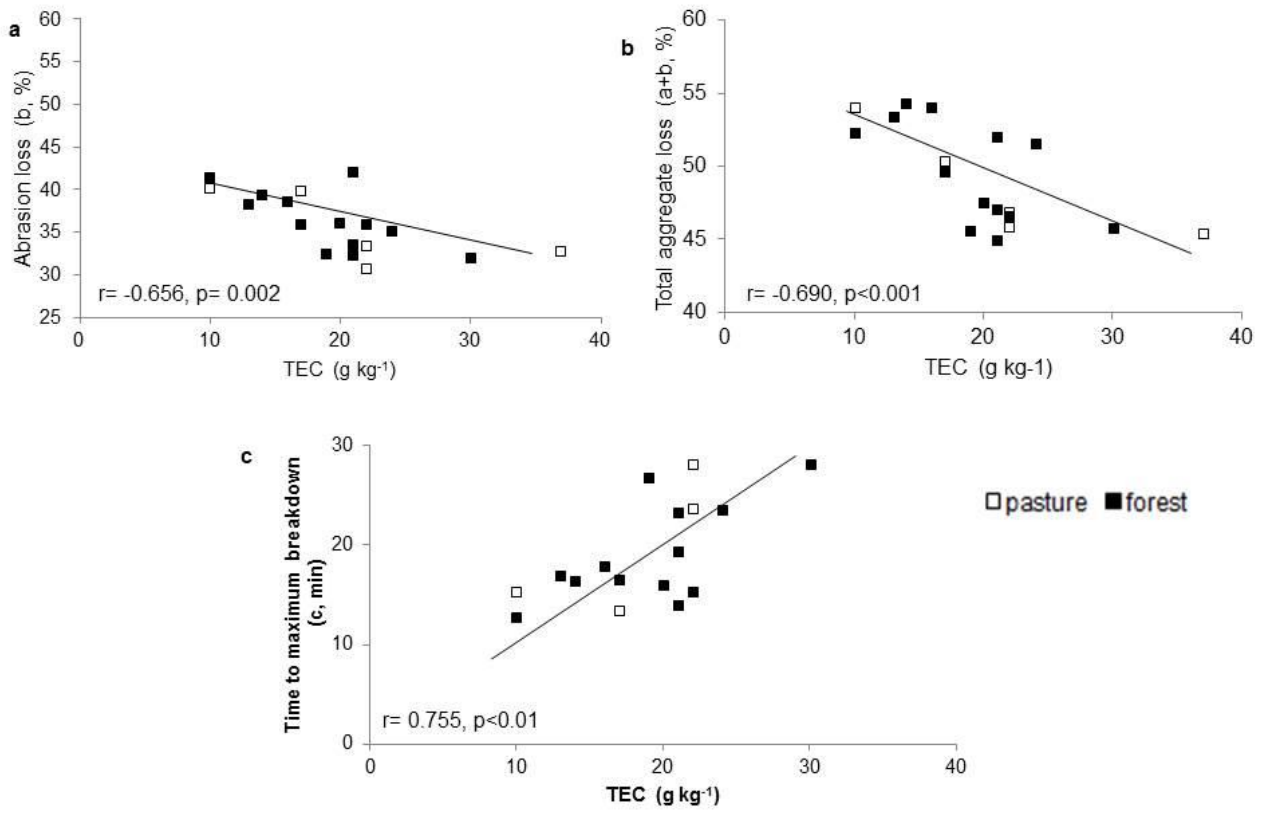 a
60
55
50
45
40
35
30
25
Abrasion loss (b, %)
r= -0.656, p= 0.002
0 10 20 30 40
TEC (g kg-1)
b
60
55
50
45
40
Total aggregate loss (a+b, %)
r= -0.690, p<0.001
0 10 20 30 40
TEC (g kg-1)
c
30
20
10
0
Time to maximum breakdown
(c, min)
r= 0.755, p<0.01
0 10 20 30 40
TEC (g kg-1)
pasture forest